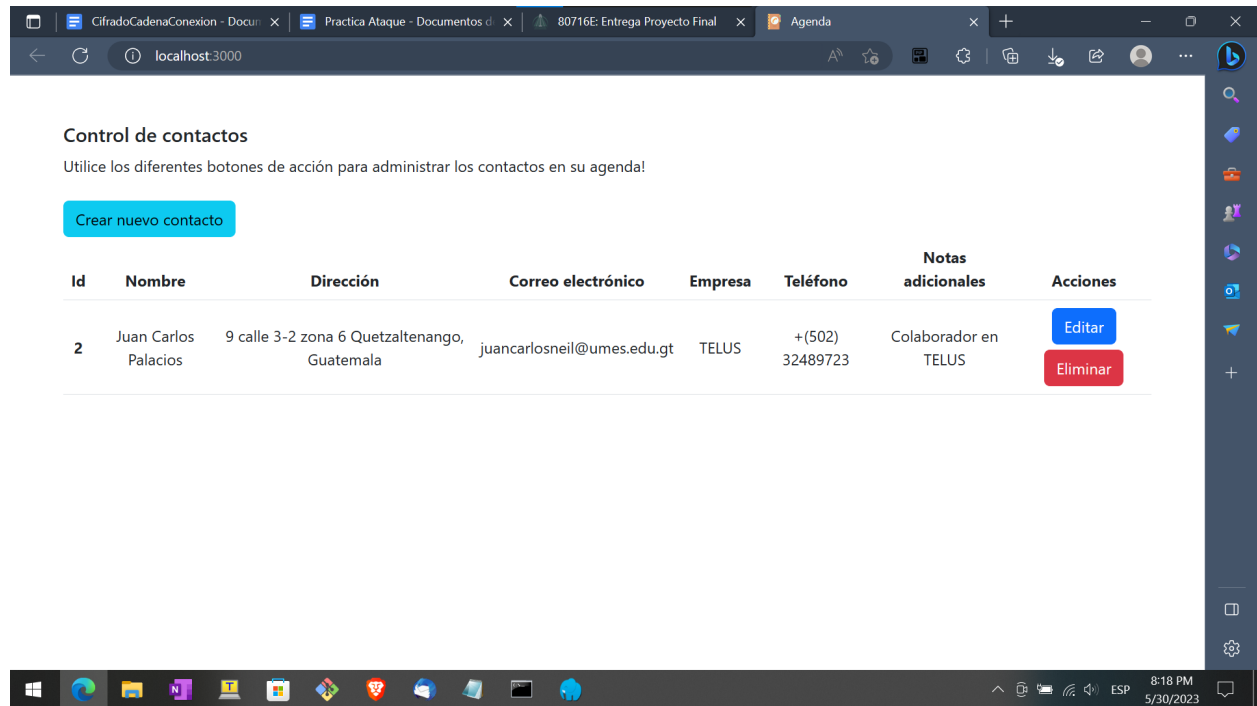 CifradoCadenaConexion - Docun
Practica Ataque - Documentos d
80716E: Entrega Proyecto Final
Agenda
localhost:3000
Control de contactos
Utilice los diferentes botones de acción para administrar los contactos en su agenda!
Crear nuevo contacto
Id Nombre Dirección Correo electrónico Empresa Teléfono Notas adicionales Acciones
2 Juan Carlos Palacios 9 calle 3-2 zona 6 Quetzaltenango, Guatemala juancarlosneil@umes.edu.gt TELUS +(502) 32489723 Colaborador en TELUS Editar
Eliminar
ESP
8:18 PM
5/30/2023